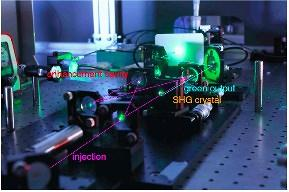 enhancement cavity
green output
SHG crystal
injection